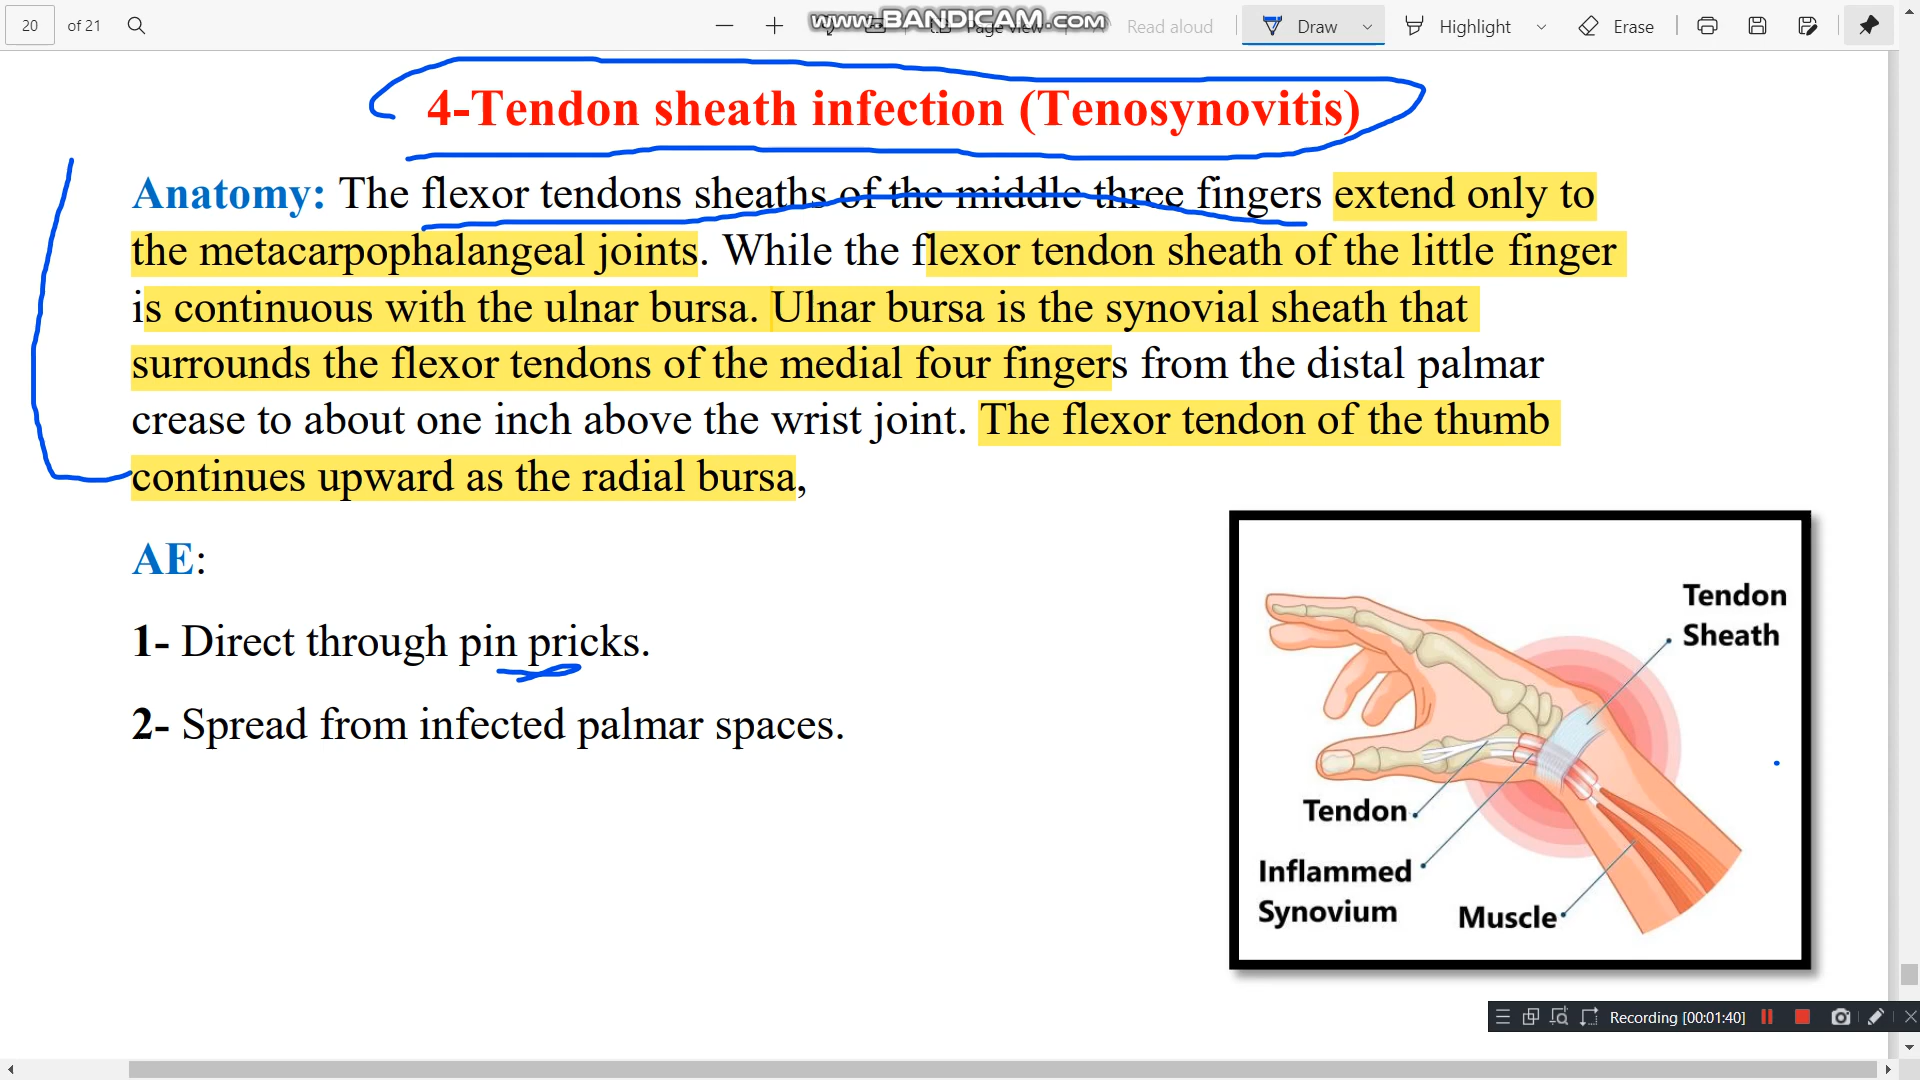 20 of 21 Page view Read aloud Draw Highlight Erase
www.BANDICAM.com
4-Tendon sheath infection (Tenosynovitis)
Anatomy: The flexor tendons sheaths of the middle three fingers extend only to
the metacarpophalangeal joints. While the flexor tendon sheath of the little finger
is continuous with the ulnar bursa. Ulnar bursa is the synovial sheath that
surrounds the flexor tendons of the medial four fingers from the distal palmar
crease to about one inch above the wrist joint. The flexor tendon of the thumb
continues upward as the radial bursa,
AE:
1- Direct through pin pricks.
2- Spread from infected palmar spaces.
Tendon
Sheath
Tendon
Inflammed
Synovium
Muscle
Recording [00:01:40]